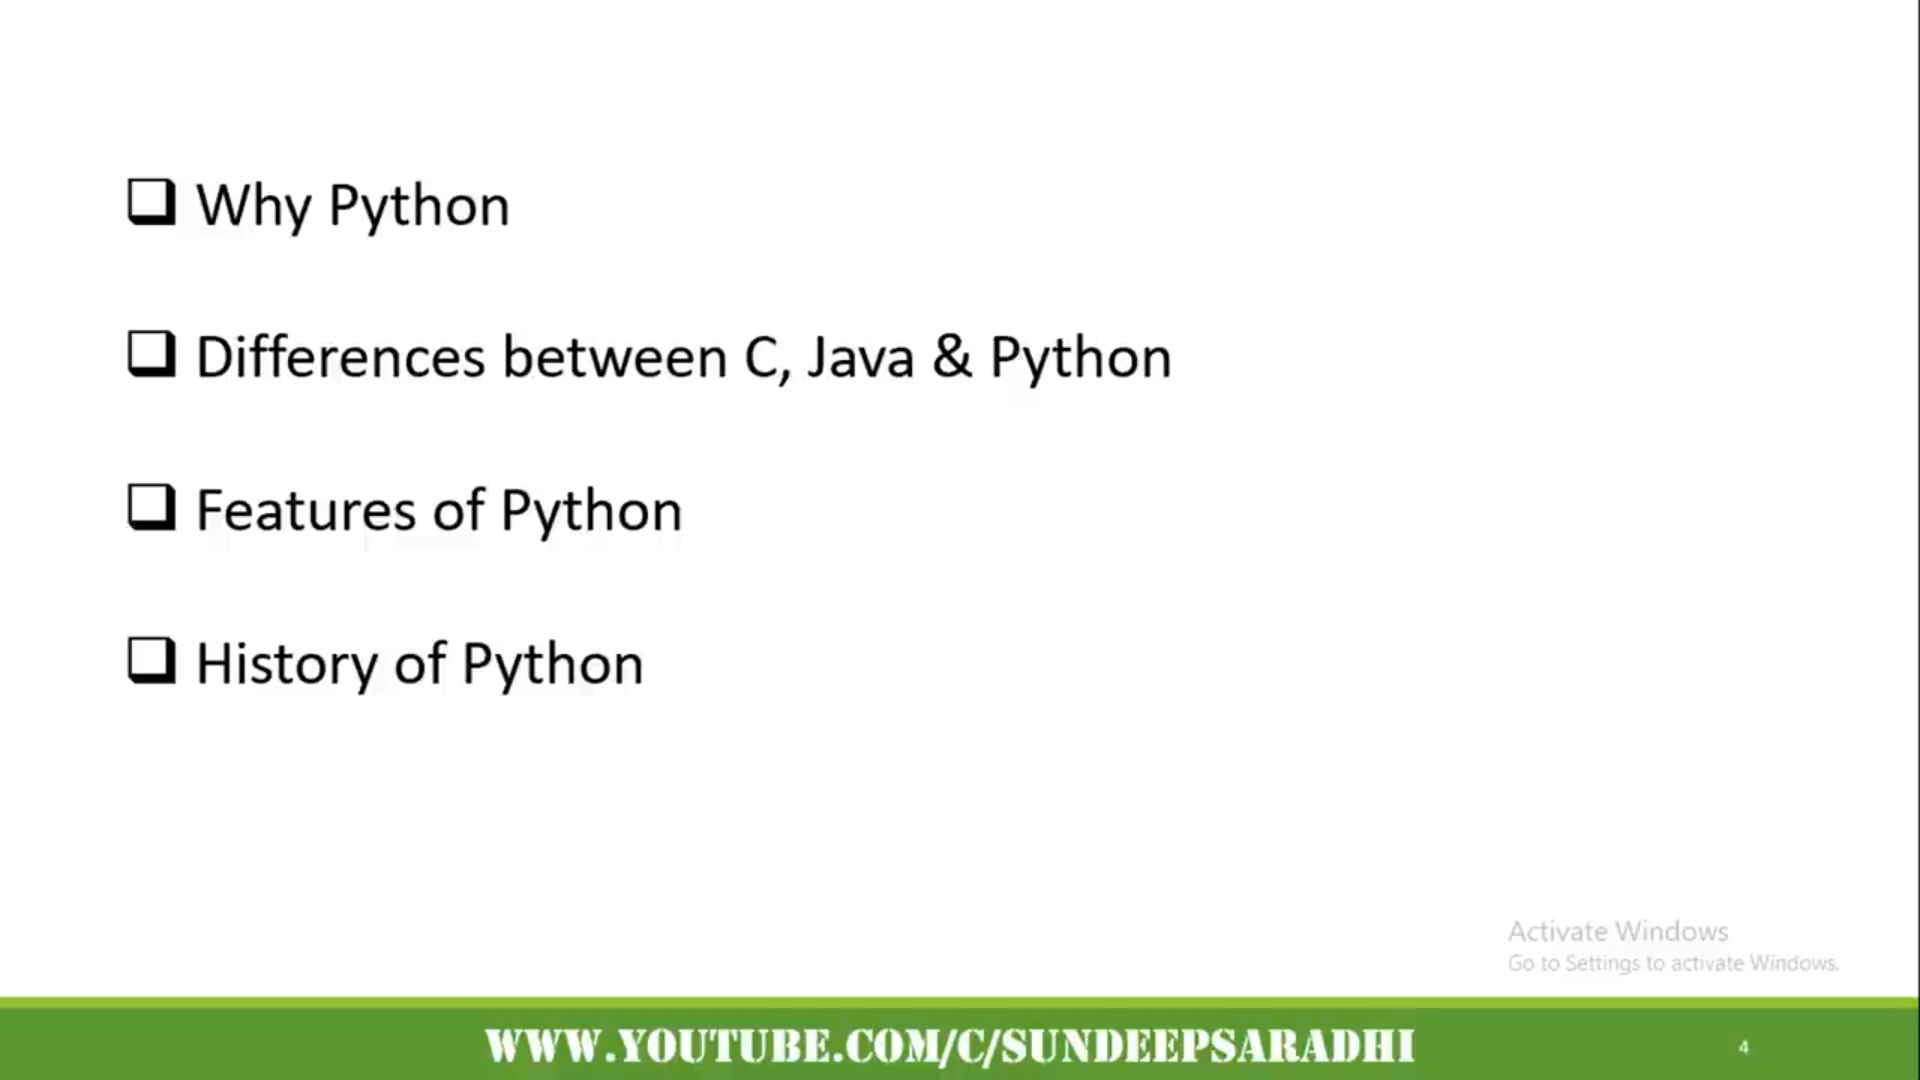 Why Python
Differences between C, Java & Python
Features of Python
History of Python
Activate Windows
Go to Settings to activate Windows.
WWW.YOUTUBE.COM/C/SUNDEEPSARADHI
4